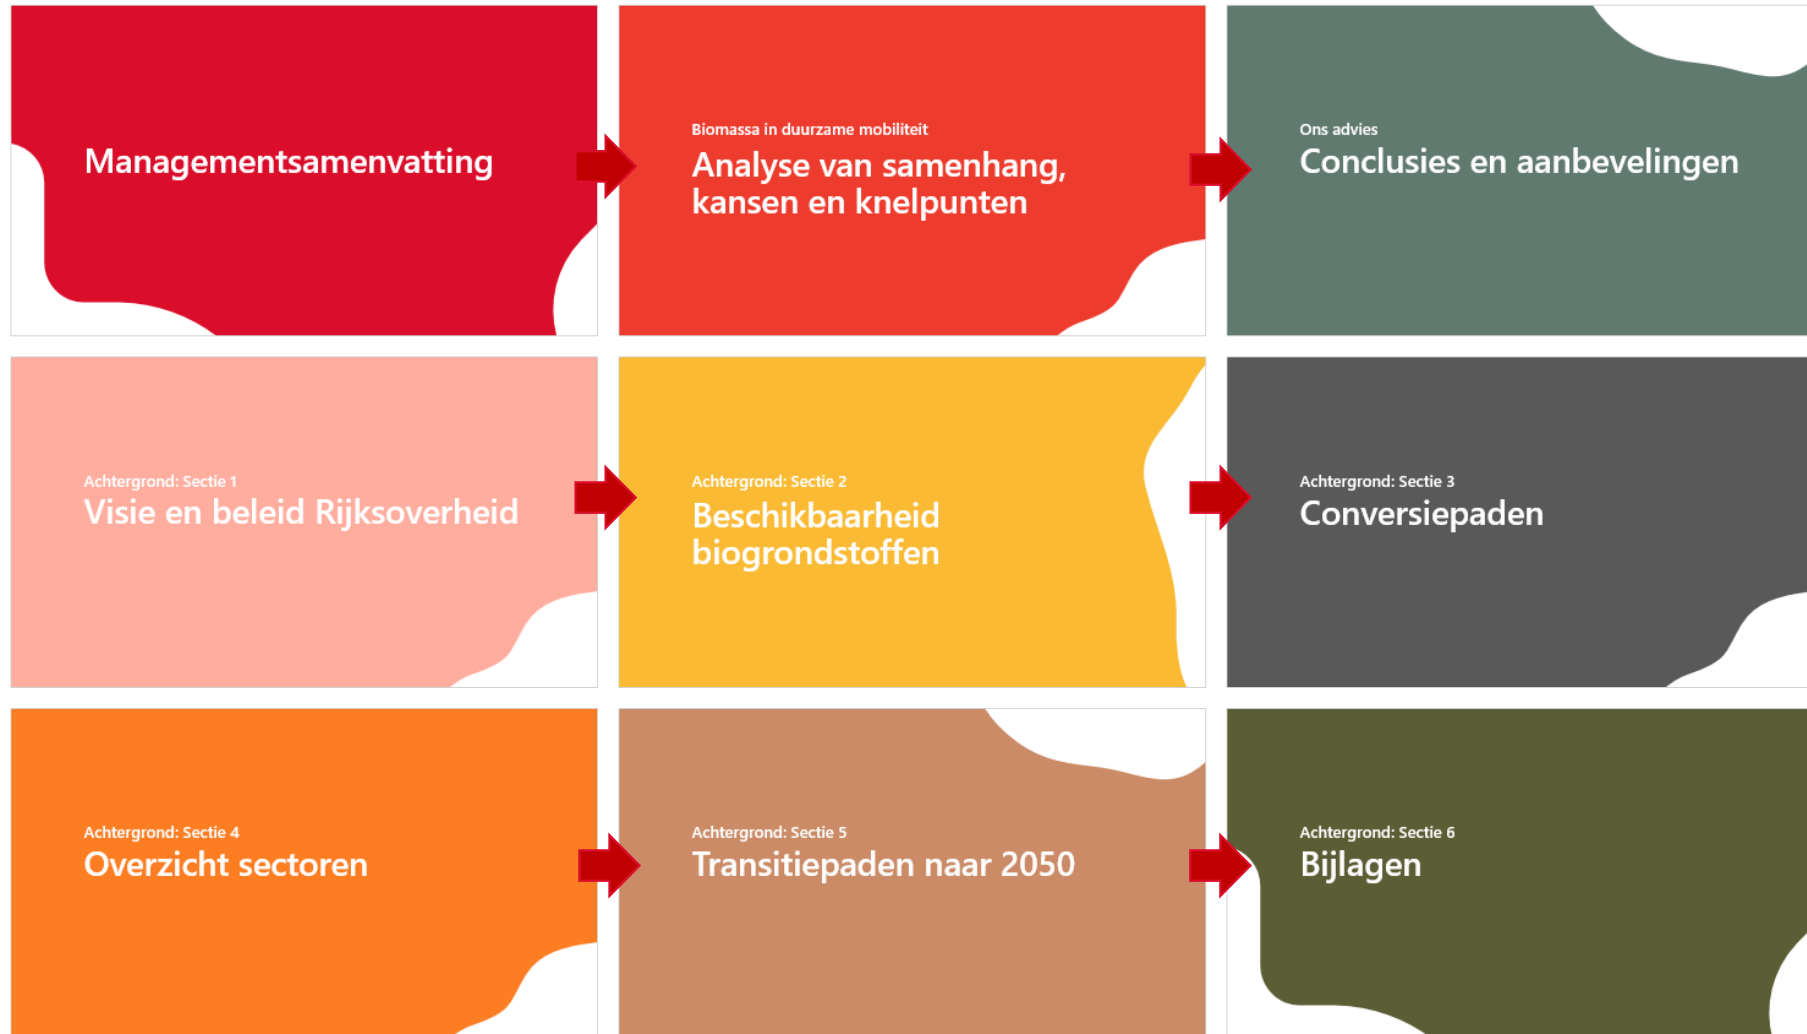 Managementsamenvatting
Biomassa in duurzame mobiliteit
Analyse van samenhang,
kansen en knelpunten
Ons advies
Conclusies en aanbevelingen
Achtergrond: Sectie 1
Visie en beleid Rijksoverheid
Achtergrond: Sectie 2
Beschikbaarheid
biogrondstoffen
Achtergrond: Sectie 3
Conversiepaden
Achtergrond: Sectie 4
Overzicht sectoren
Achtergrond: Sectie 5
Transitiepaden naar 2050
Achtergrond: Sectie 6
Bijlagen